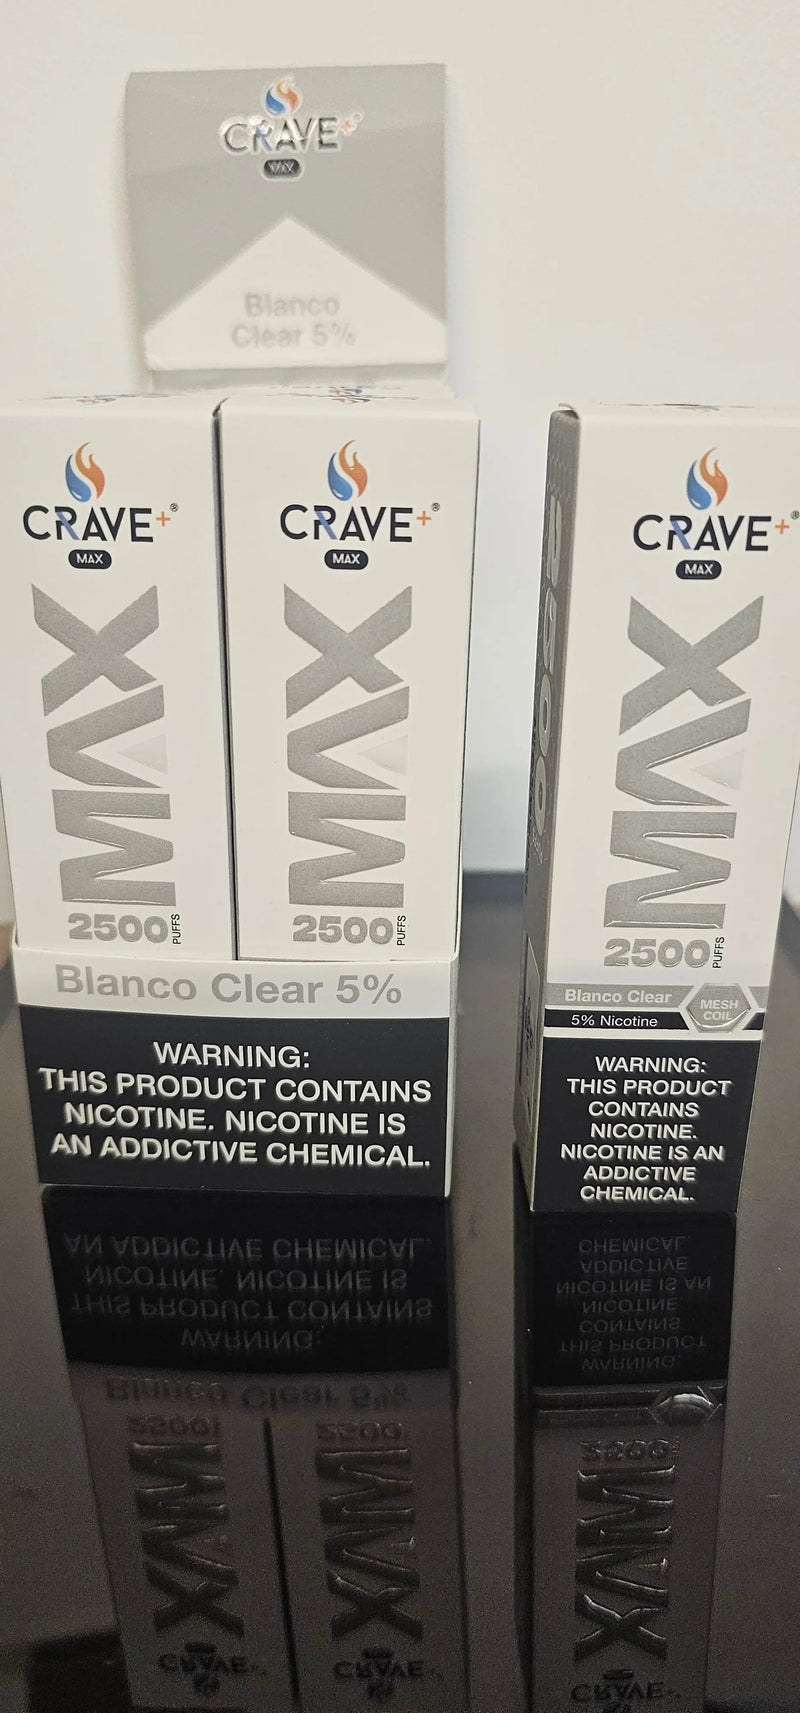 CRAVE+
MAX
Blanco
Clear 5%
CRAVE+®
MAX
MAX
2500 PUFFS
CRAVE+®
MAX
MAX
2500 PUFFS
Blanco Clear 5%
WARNING:
THIS PRODUCT CONTAINS
NICOTINE. NICOTINE IS
AN ADDICTIVE CHEMICAL.
2500
CRAVE+®
MAX
MAX
2500 PUFFS
Blanco Clear
MESH
COIL
5% Nicotine
WARNING:
THIS PRODUCT
CONTAINS
NICOTINE.
NICOTINE IS AN
ADDICTIVE
CHEMICAL.